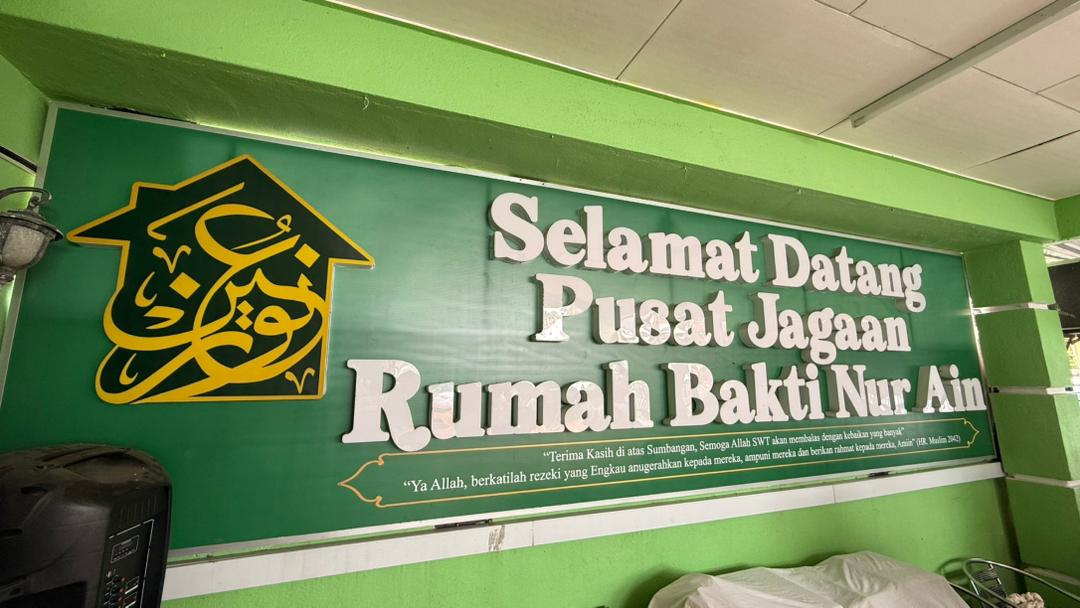 نور عين
Selamat Datang
Pusat Jagaan
Rumah Bakti Nur Ain
“Terima Kasih di atas Sumbangan, Semoga Allah SWT akan membalas dengan kebaikan yang banyak”
“Ya Allah, berkatilah rezeki yang Engkau anugerahkan kepada mereka, ampuni mereka dan berikan rahmat kepada mereka, Amiin” (HR. Muslim 2042)